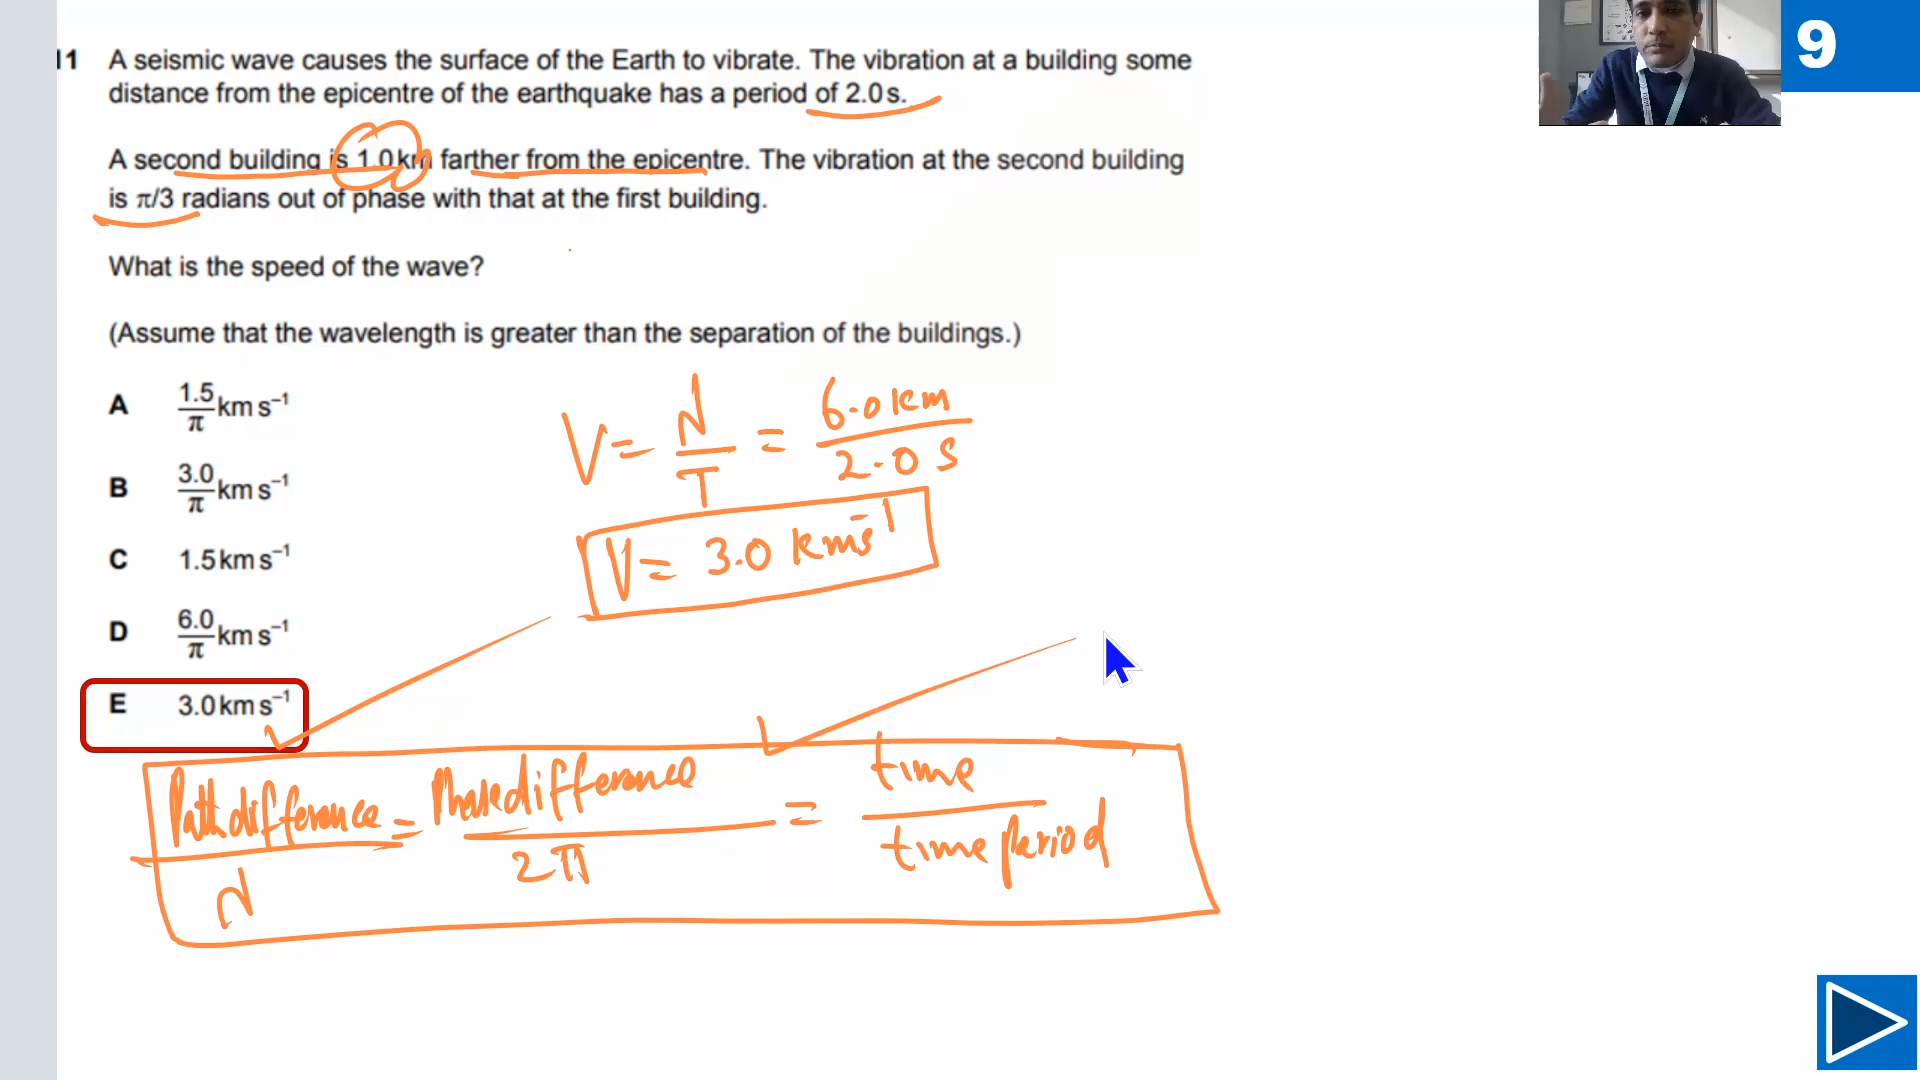 9
11 A seismic wave causes the surface of the Earth to vibrate. The vibration at a building some
distance from the epicentre of the earthquake has a period of 2.0 s.
A second building is 1.0 km farther from the epicentre. The vibration at the second building
is π/3 radians out of phase with that at the first building.
What is the speed of the wave?
(Assume that the wavelength is greater than the separation of the buildings.)
A 1.5/π km s⁻¹
B 3.0/π km s⁻¹
C 1.5 km s⁻¹
D 6.0/π km s⁻¹
E 3.0 km s⁻¹
V = λ/T = 6.0 km/2.0 s
V = 3.0 kms⁻¹
Path difference/λ = Phase difference/2π = time/time period